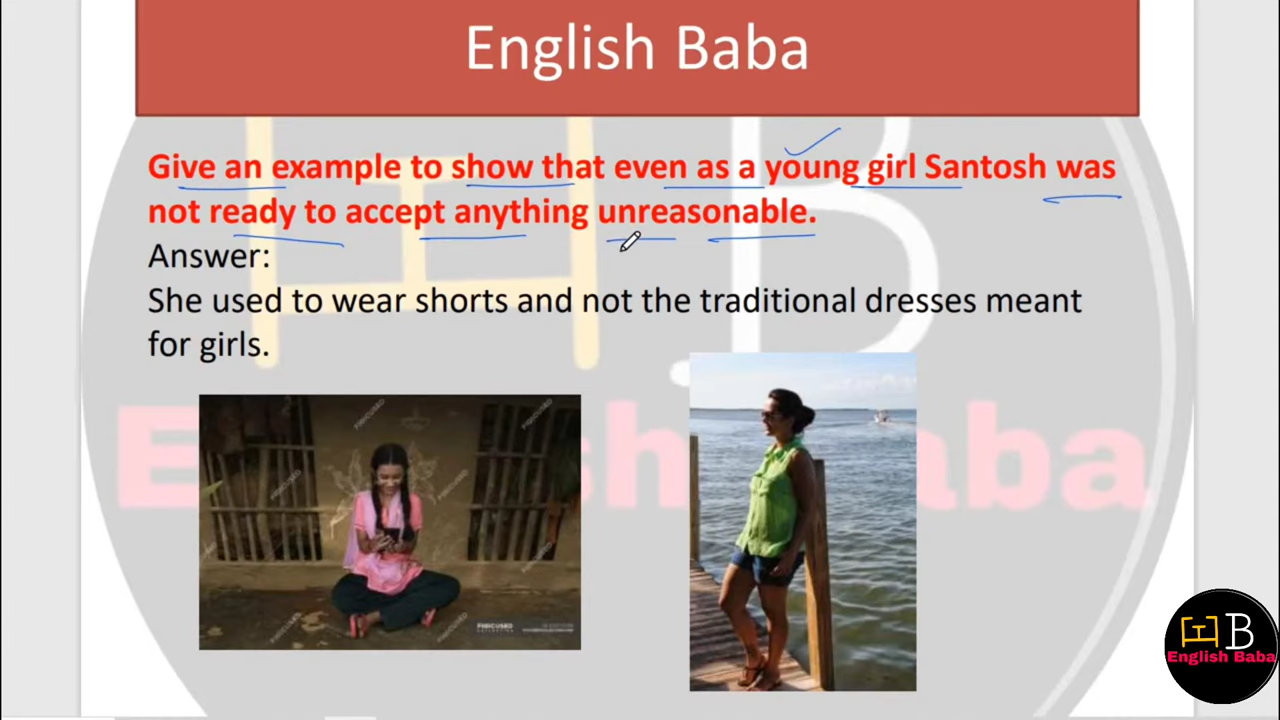 English Baba
Give an example to show that even as a young girl Santosh was
not ready to accept anything unreasonable.
Answer:
She used to wear shorts and not the traditional dresses meant
for girls.
English Baba